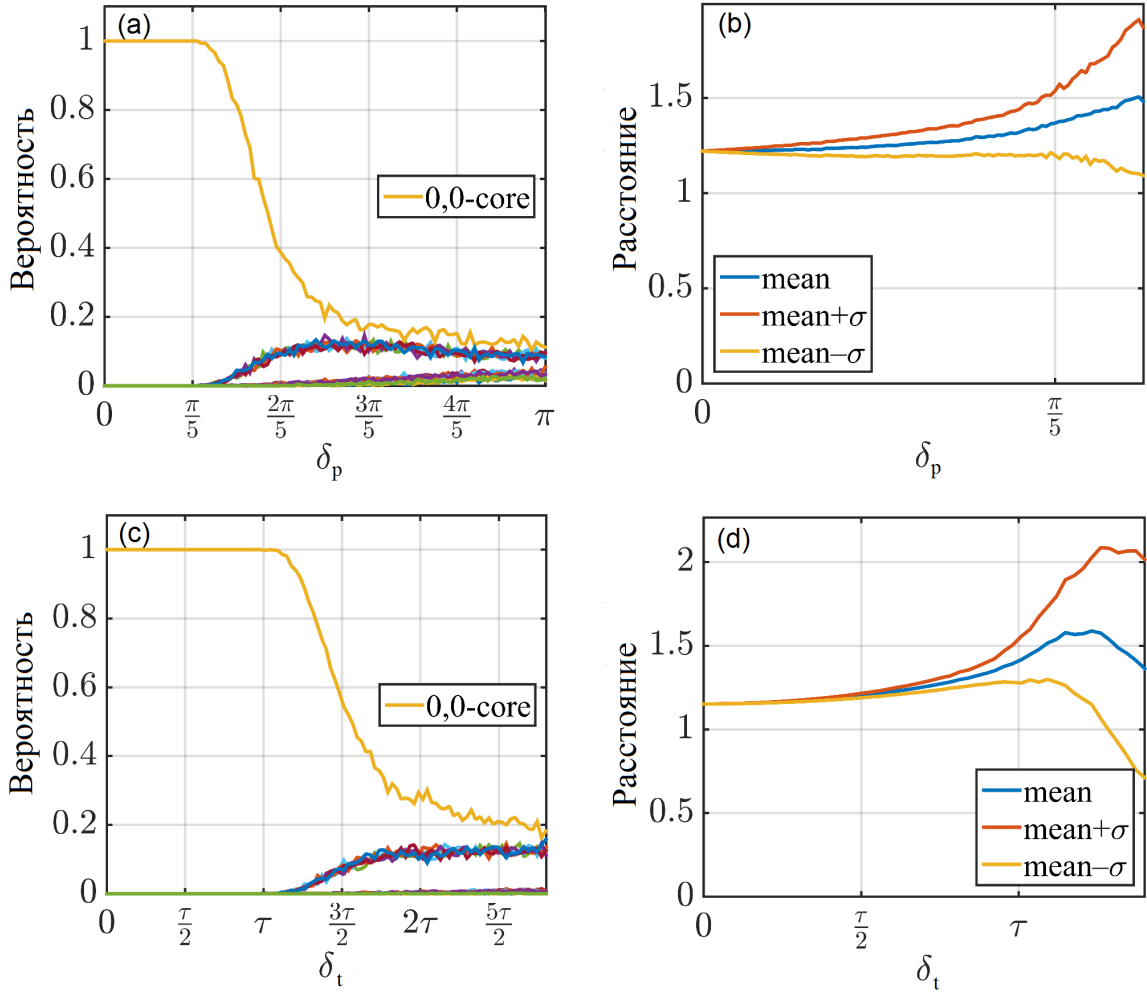 (a)
Вероятность
1
0.8
0.6
0.4
0.2
0
0,0-core
0 π/5 2π/5 3π/5 4π/5 π
δp
(b)
Расстояние
1.5
1
0.5
0
mean
mean+σ
mean–σ
0 π/5
δp
(c)
Вероятность
1
0.8
0.6
0.4
0.2
0
0,0-core
0 τ/2 τ 3τ/2 2τ 5τ/2
δt
(d)
Расстояние
2
1.5
1
0.5
0
mean
mean+σ
mean–σ
0 τ/2 τ
δt